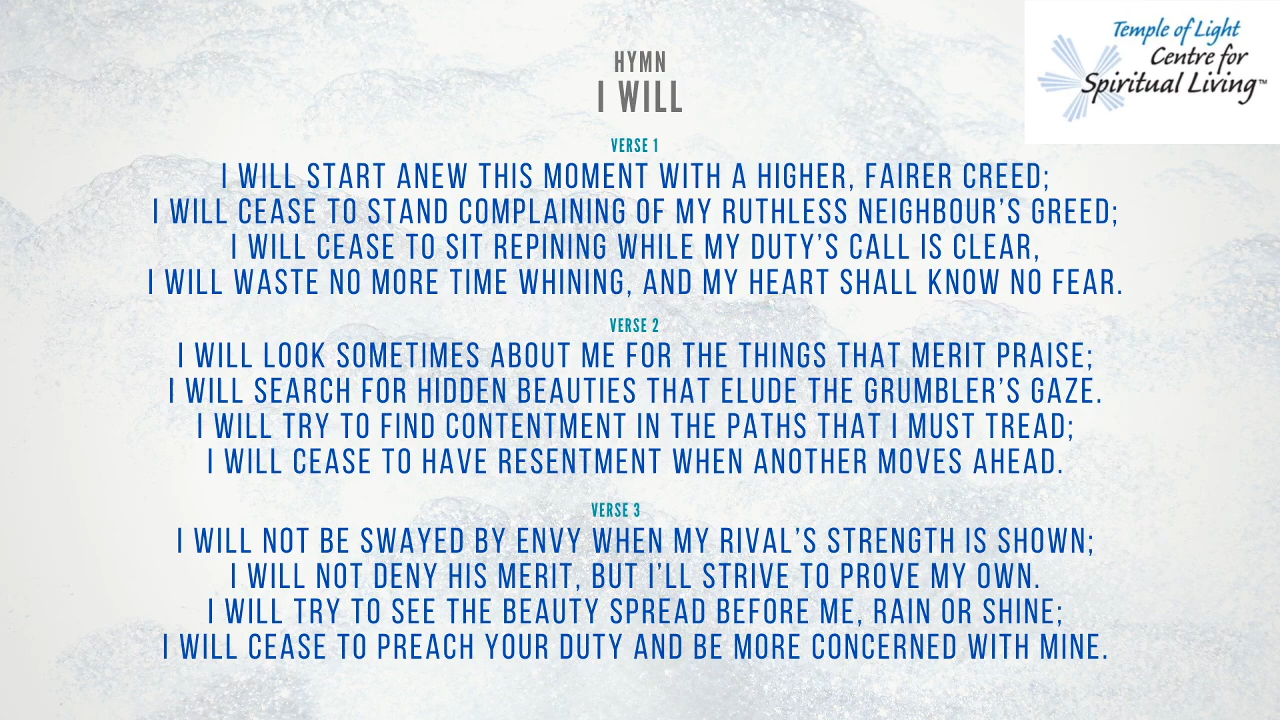 Temple of Light
Centre for
Spiritual Living™
HYMN
I WILL
VERSE 1
I WILL START ANEW THIS MOMENT WITH A HIGHER, FAIRER CREED;
I WILL CEASE TO STAND COMPLAINING OF MY RUTHLESS NEIGHBOUR’S GREED;
I WILL CEASE TO SIT REPINING WHILE MY DUTY’S CALL IS CLEAR,
I WILL WASTE NO MORE TIME WHINING, AND MY HEART SHALL KNOW NO FEAR.
VERSE 2
I WILL LOOK SOMETIMES ABOUT ME FOR THE THINGS THAT MERIT PRAISE;
I WILL SEARCH FOR HIDDEN BEAUTIES THAT ELUDE THE GRUMBLER’S GAZE.
I WILL TRY TO FIND CONTENTMENT IN THE PATHS THAT I MUST TREAD;
I WILL CEASE TO HAVE RESENTMENT WHEN ANOTHER MOVES AHEAD.
VERSE 3
I WILL NOT BE SWAYED BY ENVY WHEN MY RIVAL’S STRENGTH IS SHOWN;
I WILL NOT DENY HIS MERIT, BUT I’LL STRIVE TO PROVE MY OWN.
I WILL TRY TO SEE THE BEAUTY SPREAD BEFORE ME, RAIN OR SHINE;
I WILL CEASE TO PREACH YOUR DUTY AND BE MORE CONCERNED WITH MINE.